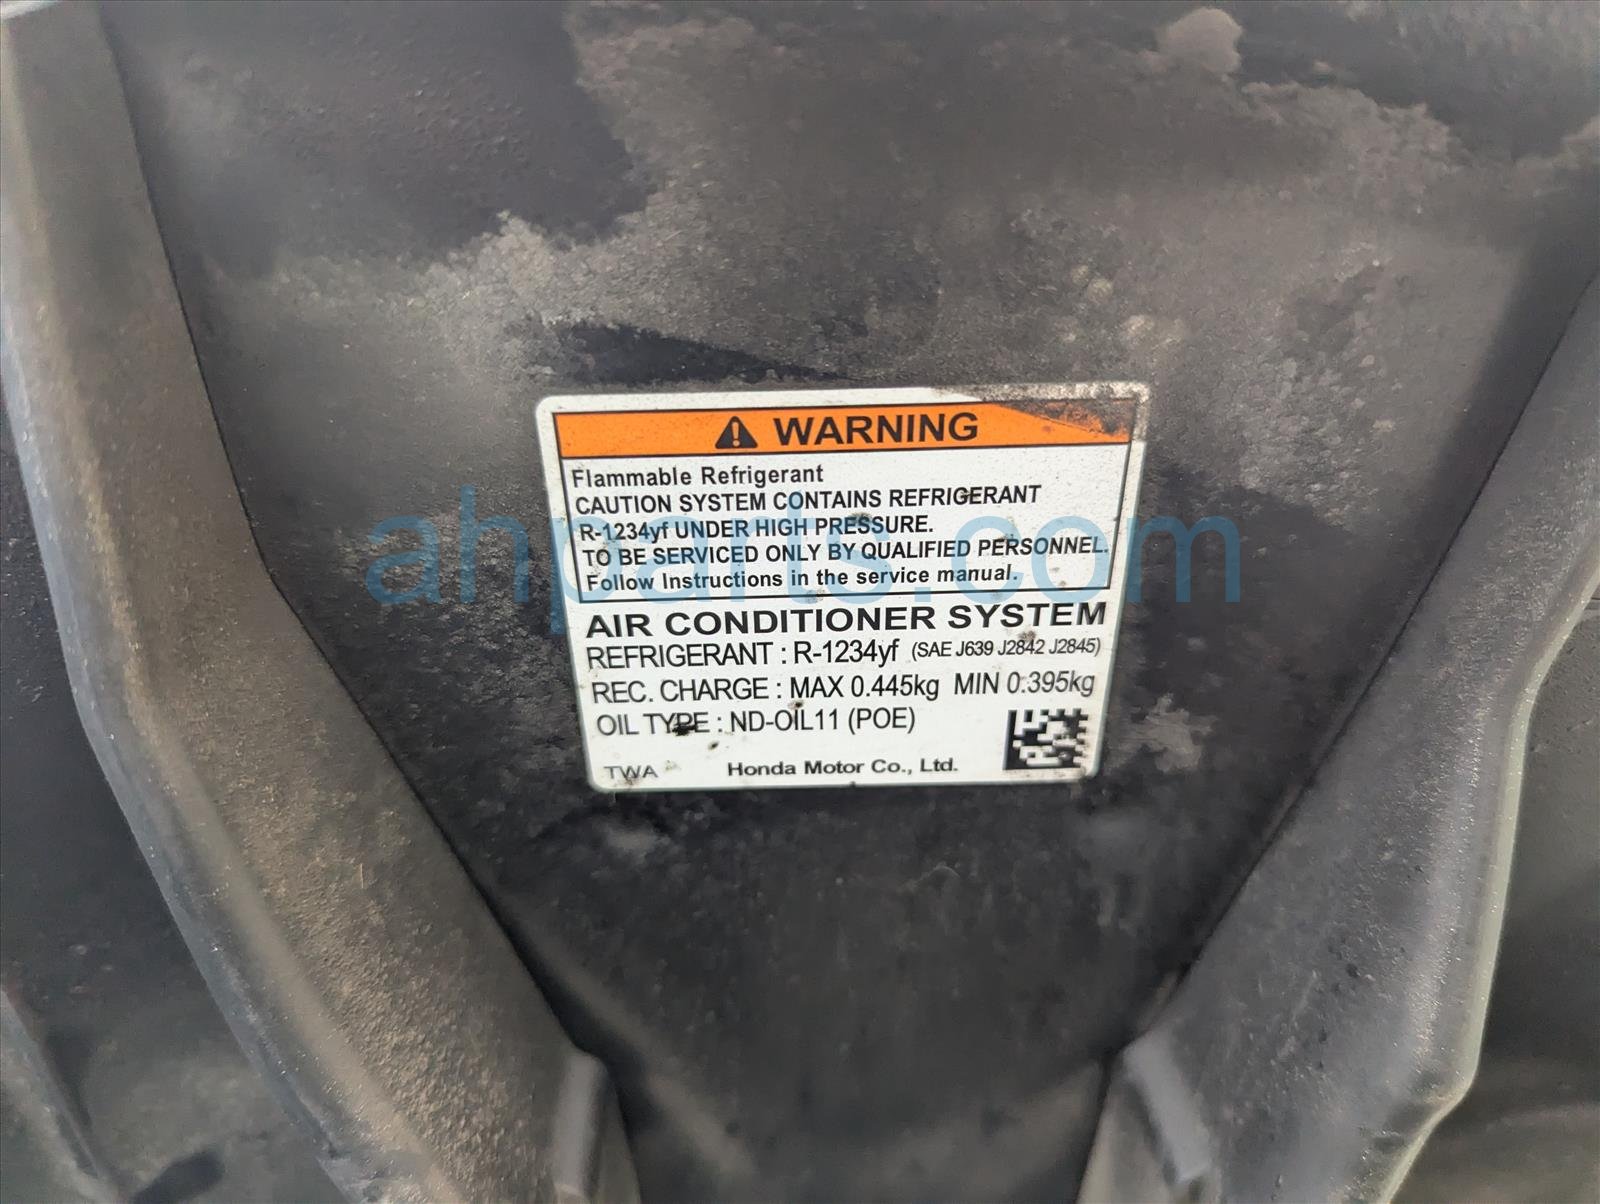 WARNING
Flammable Refrigerant
CAUTION SYSTEM CONTAINS REFRIGERANT
R-1234yf UNDER HIGH PRESSURE.
TO BE SERVICED ONLY BY QUALIFIED PERSONNEL.
Follow Instructions in the service manual.
AIR CONDITIONER SYSTEM
REFRIGERANT : R-1234yf (SAE J639 J2842 J2845)
REC. CHARGE : MAX 0.445kg MIN 0.395kg
OIL TYPE : ND-OIL11 (POE)
TWA Honda Motor Co., Ltd.
ahparts.com